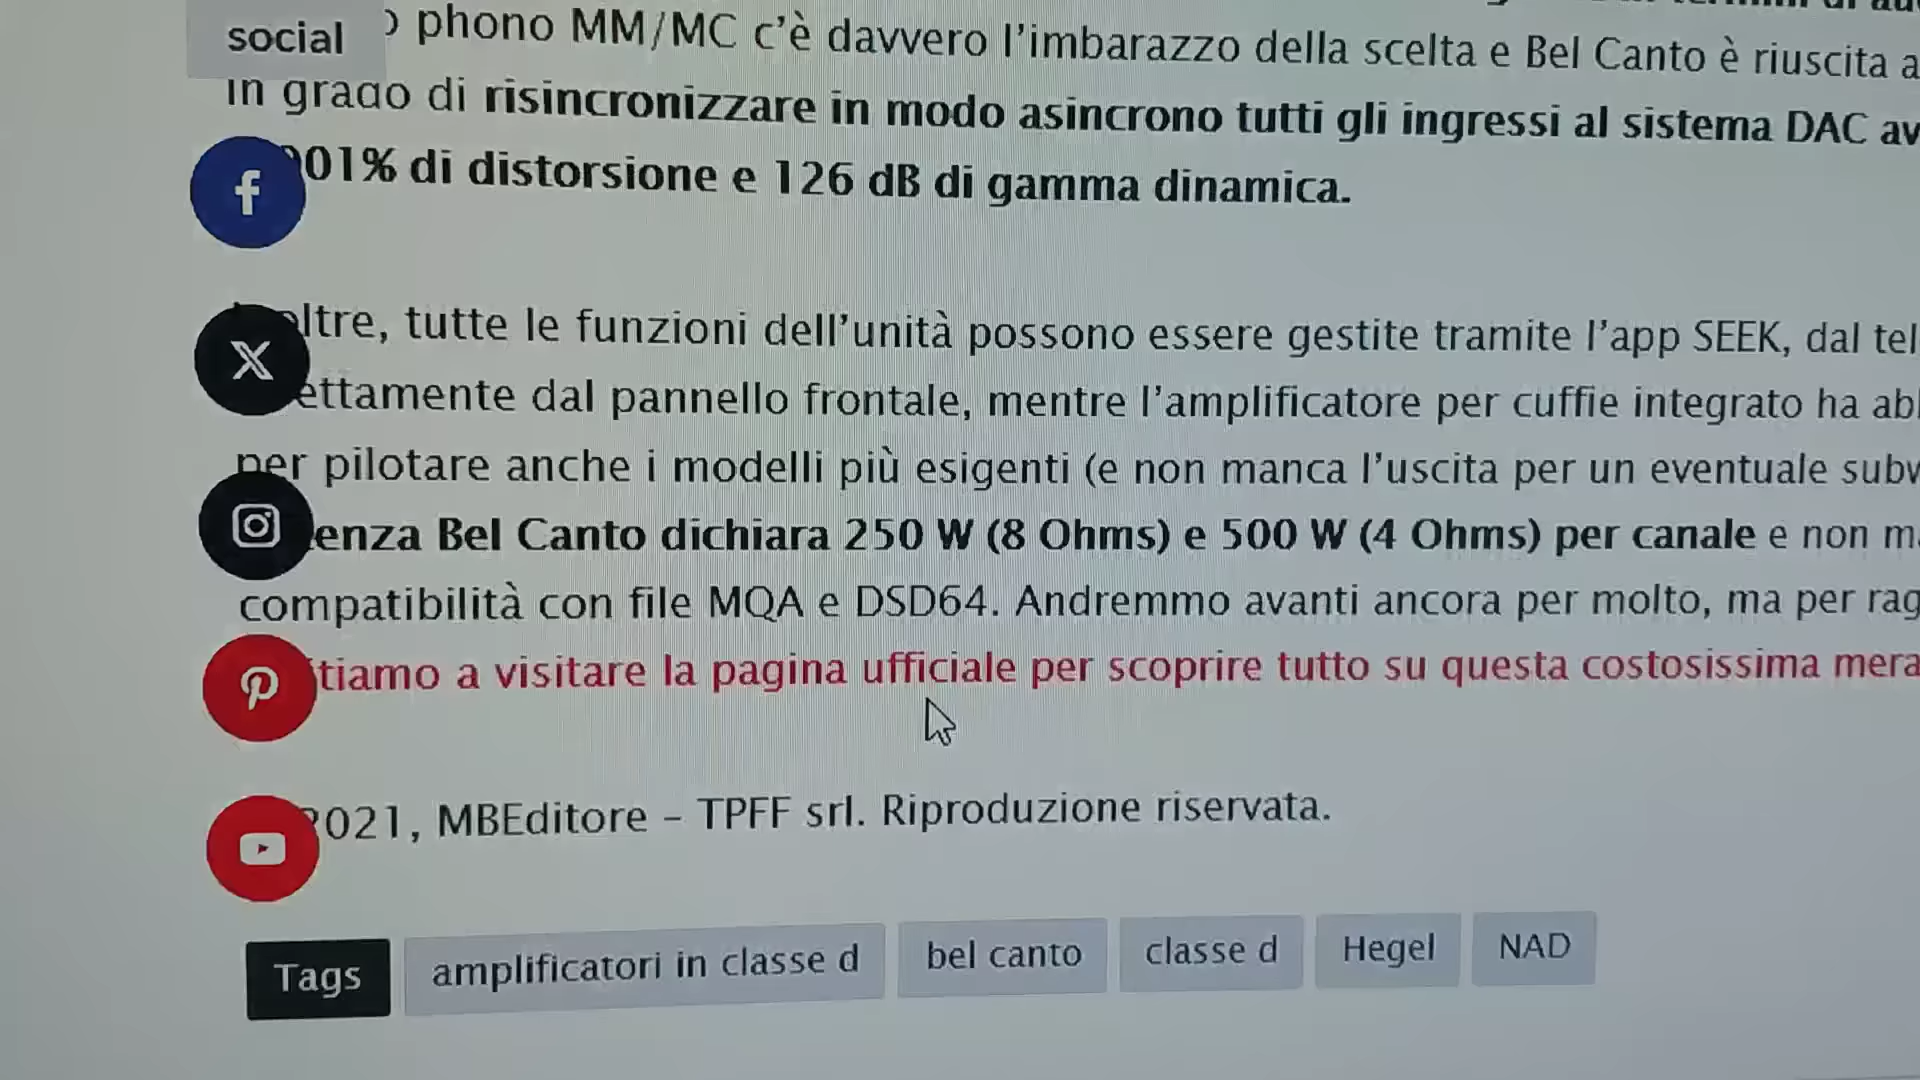 social
phono MM/MC c'è davvero l'imbarazzo della scelta e Bel Canto è riuscita a
in grado di risincronizzare in modo asincrono tutti gli ingressi al sistema DAC av
001% di distorsione e 126 dB di gamma dinamica.
oltre, tutte le funzioni dell'unità possono essere gestite tramite l'app SEEK, dal tel
ettamente dal pannello frontale, mentre l'amplificatore per cuffie integrato ha ab
per pilotare anche i modelli più esigenti (e non manca l'uscita per un eventuale subw
enza Bel Canto dichiara 250 W (8 Ohms) e 500 W (4 Ohms) per canale e non m
compatibilità con file MQA e DSD64. Andremmo avanti ancora per molto, ma per rag
itiamo a visitare la pagina ufficiale per scoprire tutto su questa costosissima mera
2021, MBEditore – TPFF srl. Riproduzione riservata.
Tags amplificatori in classe d bel canto classe d Hegel NAD